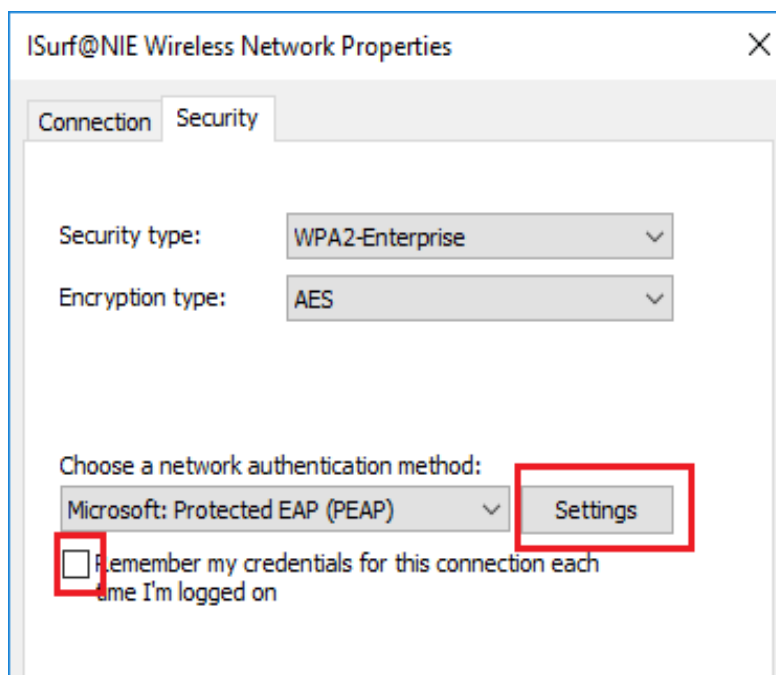 ISurf@NIE Wireless Network Properties
Connection
Security
Security type:
WPA2-Enterprise
Encryption type:
AES
Choose a network authentication method:
Microsoft: Protected EAP (PEAP)
Settings
Remember my credentials for this connection each
time I'm logged on